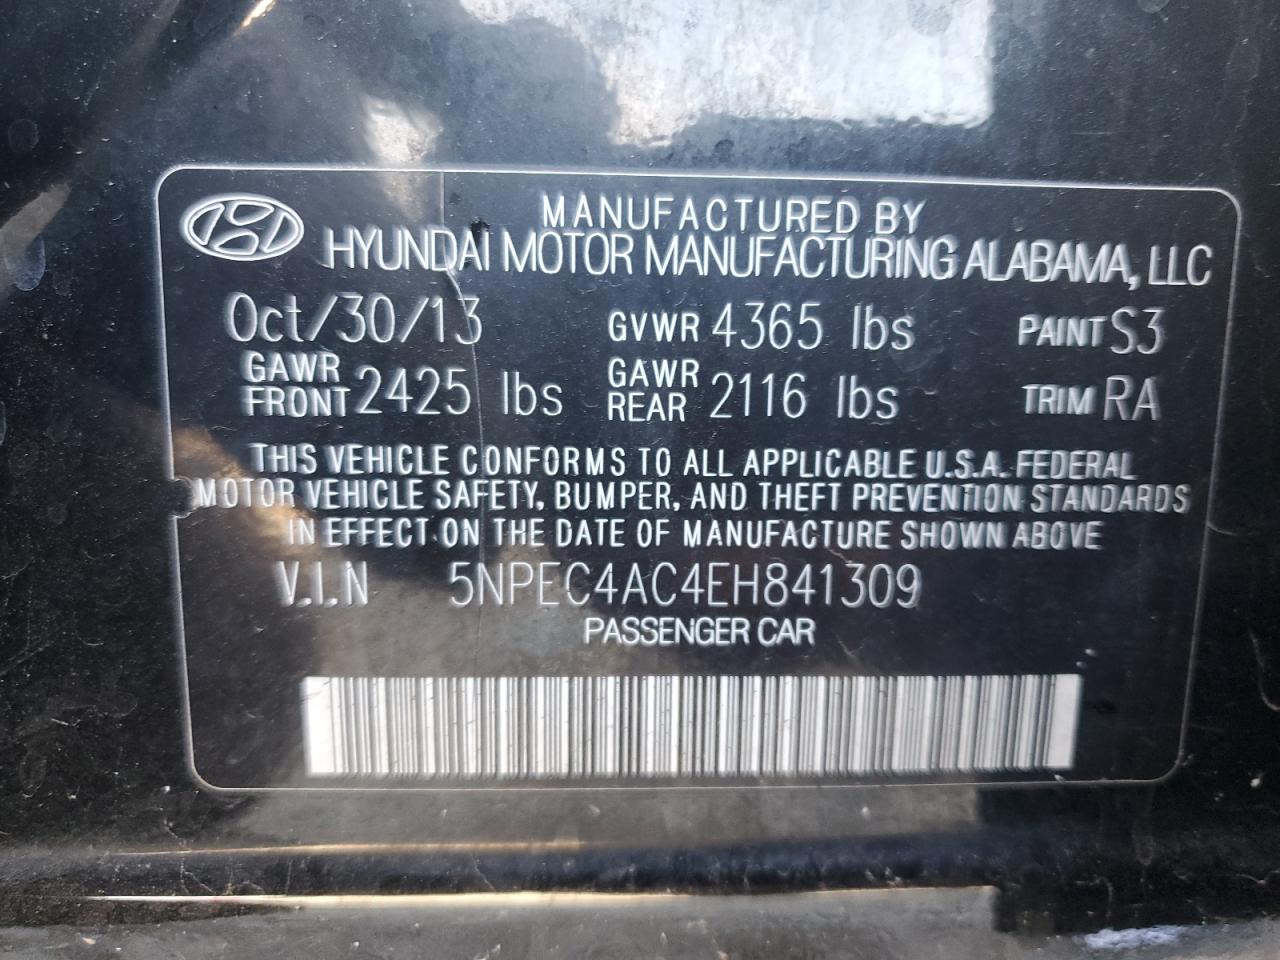 MANUFACTURED BY
HYUNDAI MOTOR MANUFACTURING ALABAMA, LLC
Oct/30/13 GVWR 4365 lbs PAINT S3
GAWR FRONT 2425 lbs GAWR REAR 2116 lbs TRIM RA
THIS VEHICLE CONFORMS TO ALL APPLICABLE U.S.A. FEDERAL
MOTOR VEHICLE SAFETY, BUMPER, AND THEFT PREVENTION STANDARDS
IN EFFECT ON THE DATE OF MANUFACTURE SHOWN ABOVE
V.I.N 5NPEC4AC4EH841309
PASSENGER CAR